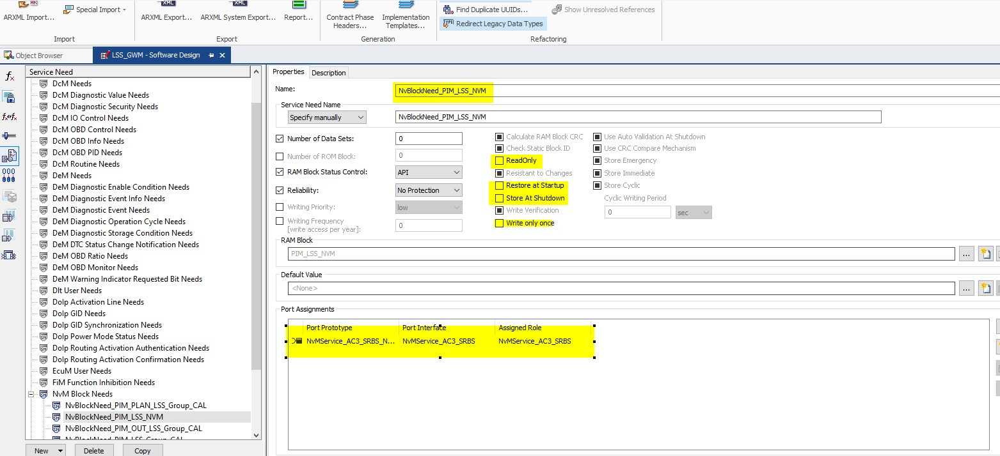 ARXML Import...
Special Import
ARXML Export...
ARXML System Export...
Report...
Contract Phase Headers...
Implementation Templates...
Find Duplicate UUIDs...
Show Unresolved References
Redirect Legacy Data Types
Import
Export
Generation
Refactoring
Object Browser
LSS_GWM - Software Design
Service Need
DcM Needs
DcM Diagnostic Value Needs
DcM Diagnostic Security Needs
DcM IO Control Needs
DcM OBD Control Needs
DcM OBD Info Needs
DcM OBD PID Needs
DcM Routine Needs
DeM Needs
DeM Diagnostic Enable Condition Needs
DeM Diagnostic Event Info Needs
DeM Diagnostic Event Needs
DeM Diagnostic Operation Cycle Needs
DeM Diagnostic Storage Condition Needs
DeM DTC Status Change Notification Needs
DeM OBD Ratio Needs
DeM OBD Monitor Needs
DeM Warning Indicator Requested Bit Needs
Dlt User Needs
DoIp Activation Line Needs
DoIp GID Needs
DoIp GID Synchronization Needs
DoIp Power Mode Status Needs
DoIp Routing Activation Authentication Needs
DoIp Routing Activation Confirmation Needs
EcuM User Needs
FiM Function Inhibition Needs
NvM Block Needs
NvBlockNeed_PIM_PLAN_LSS_Group_CAL
NvBlockNeed_PIM_LSS_NVM
NvBlockNeed_PIM_OUT_LSS_Group_CAL
New
Delete
Copy
Properties
Description
Name:
NvBlockNeed_PIM_LSS_NVM
Service Need Name
Specify manually
NvBlockNeed_PIM_LSS_NVM
Number of Data Sets:
0
Number of ROM Block:
0
RAM Block Status Control:
API
Reliability:
No Protection
Writing Priority:
low
Writing Frequency
[write access per year]:
0
Calculate RAM Block CRC
Check Static Block ID
ReadOnly
Resistant to Changes
Restore at Startup
Store At Shutdown
Write Verification
Write only once
Use Auto Validation At Shutdown
Use CRC Compare Mechanism
Store Emergency
Store Immediate
Store Cyclic
Cyclic Writing Period
0
sec
RAM Block
PIM_LSS_NVM
...
Default Value
<None>
...
Port Assignments
Port Prototype
Port Interface
Assigned Role
NvMService_AC3_SRBS_N...
NvMService_AC3_SRBS
NvMService_AC3_SRBS